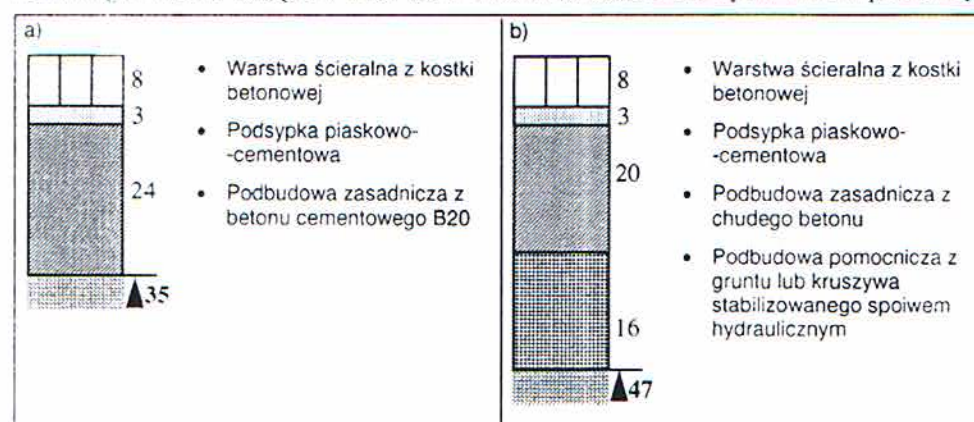 a)
8
3
24
35
• Warstwa ścieralna z kostki
betonowej
• Podsypka piaskowo-
-cementowa
• Podbudowa zasadnicza z
betonu cementowego B20
b)
8
3
20
16
47
• Warstwa ścieralna z kostki
betonowej
• Podsypka piaskowo-
-cementowa
• Podbudowa zasadnicza z
chudego betonu
• Podbudowa pomocnicza z
gruntu lub kruszywa
stabilizowanego spoiwem
hydraulicznym